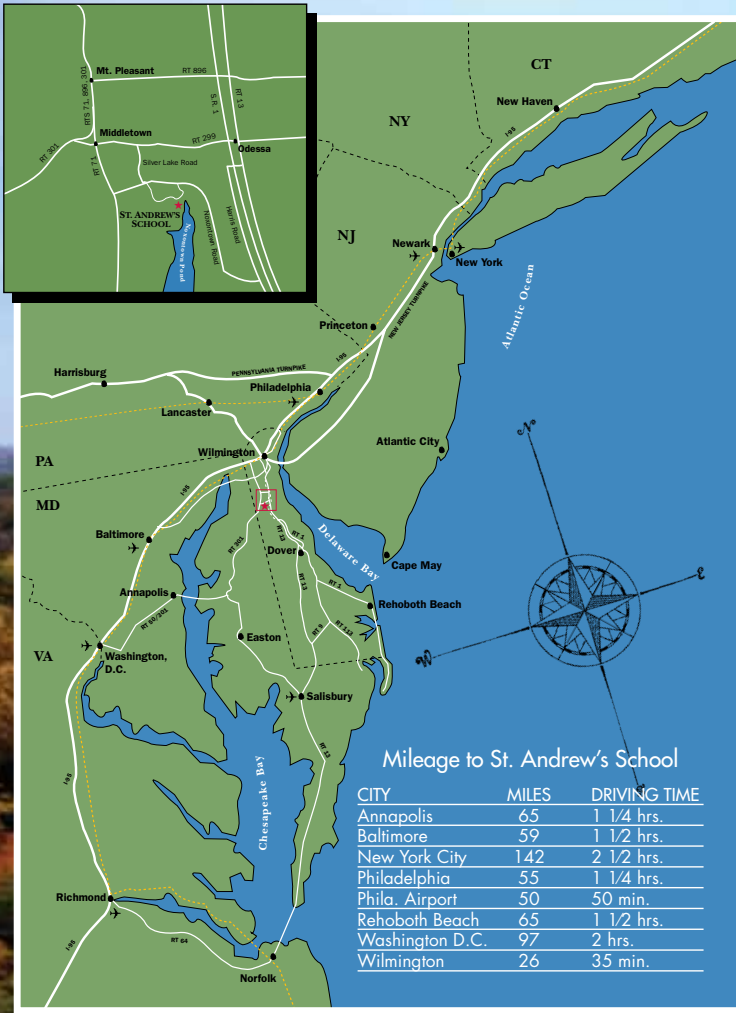 Mt. Pleasant
RT 896
RTS 71, 896, 301
S.R. 1
RT 13
Middletown
RT 299
Odessa
RT 301
RT 71
Silver Lake Road
ST. ANDREW'S
SCHOOL
Noxontown Pond
Noxontown Road
Harris Road
CT
New Haven
NY
I-95
NJ
Newark
New York
NEW JERSEY TURNPIKE
Atlantic Ocean
Princeton
I-95
PENNSYLVANIA TURNPIKE
Harrisburg
Philadelphia
Lancaster
Atlantic City
Wilmington
PA
MD
I-95
N
Baltimore
RT 301
RT 13
RT 1
Delaware Bay
Dover
Cape May
E
Annapolis
RT 50/301
RT 13
RT 1
Rehoboth Beach
Easton
RT 9
RT 113
VA
Washington,
D.C.
W
Salisbury
RT 13
Chesapeake Bay
I-95
S
Richmond
RT 64
I-95
Norfolk
Mileage to St. Andrew's School
CITY MILES DRIVING TIME
Annapolis 65 1 1/4 hrs.
Baltimore 59 1 1/2 hrs.
New York City 142 2 1/2 hrs.
Philadelphia 55 1 1/4 hrs.
Phila. Airport 50 50 min.
Rehoboth Beach 65 1 1/2 hrs.
Washington D.C. 97 2 hrs.
Wilmington 26 35 min.